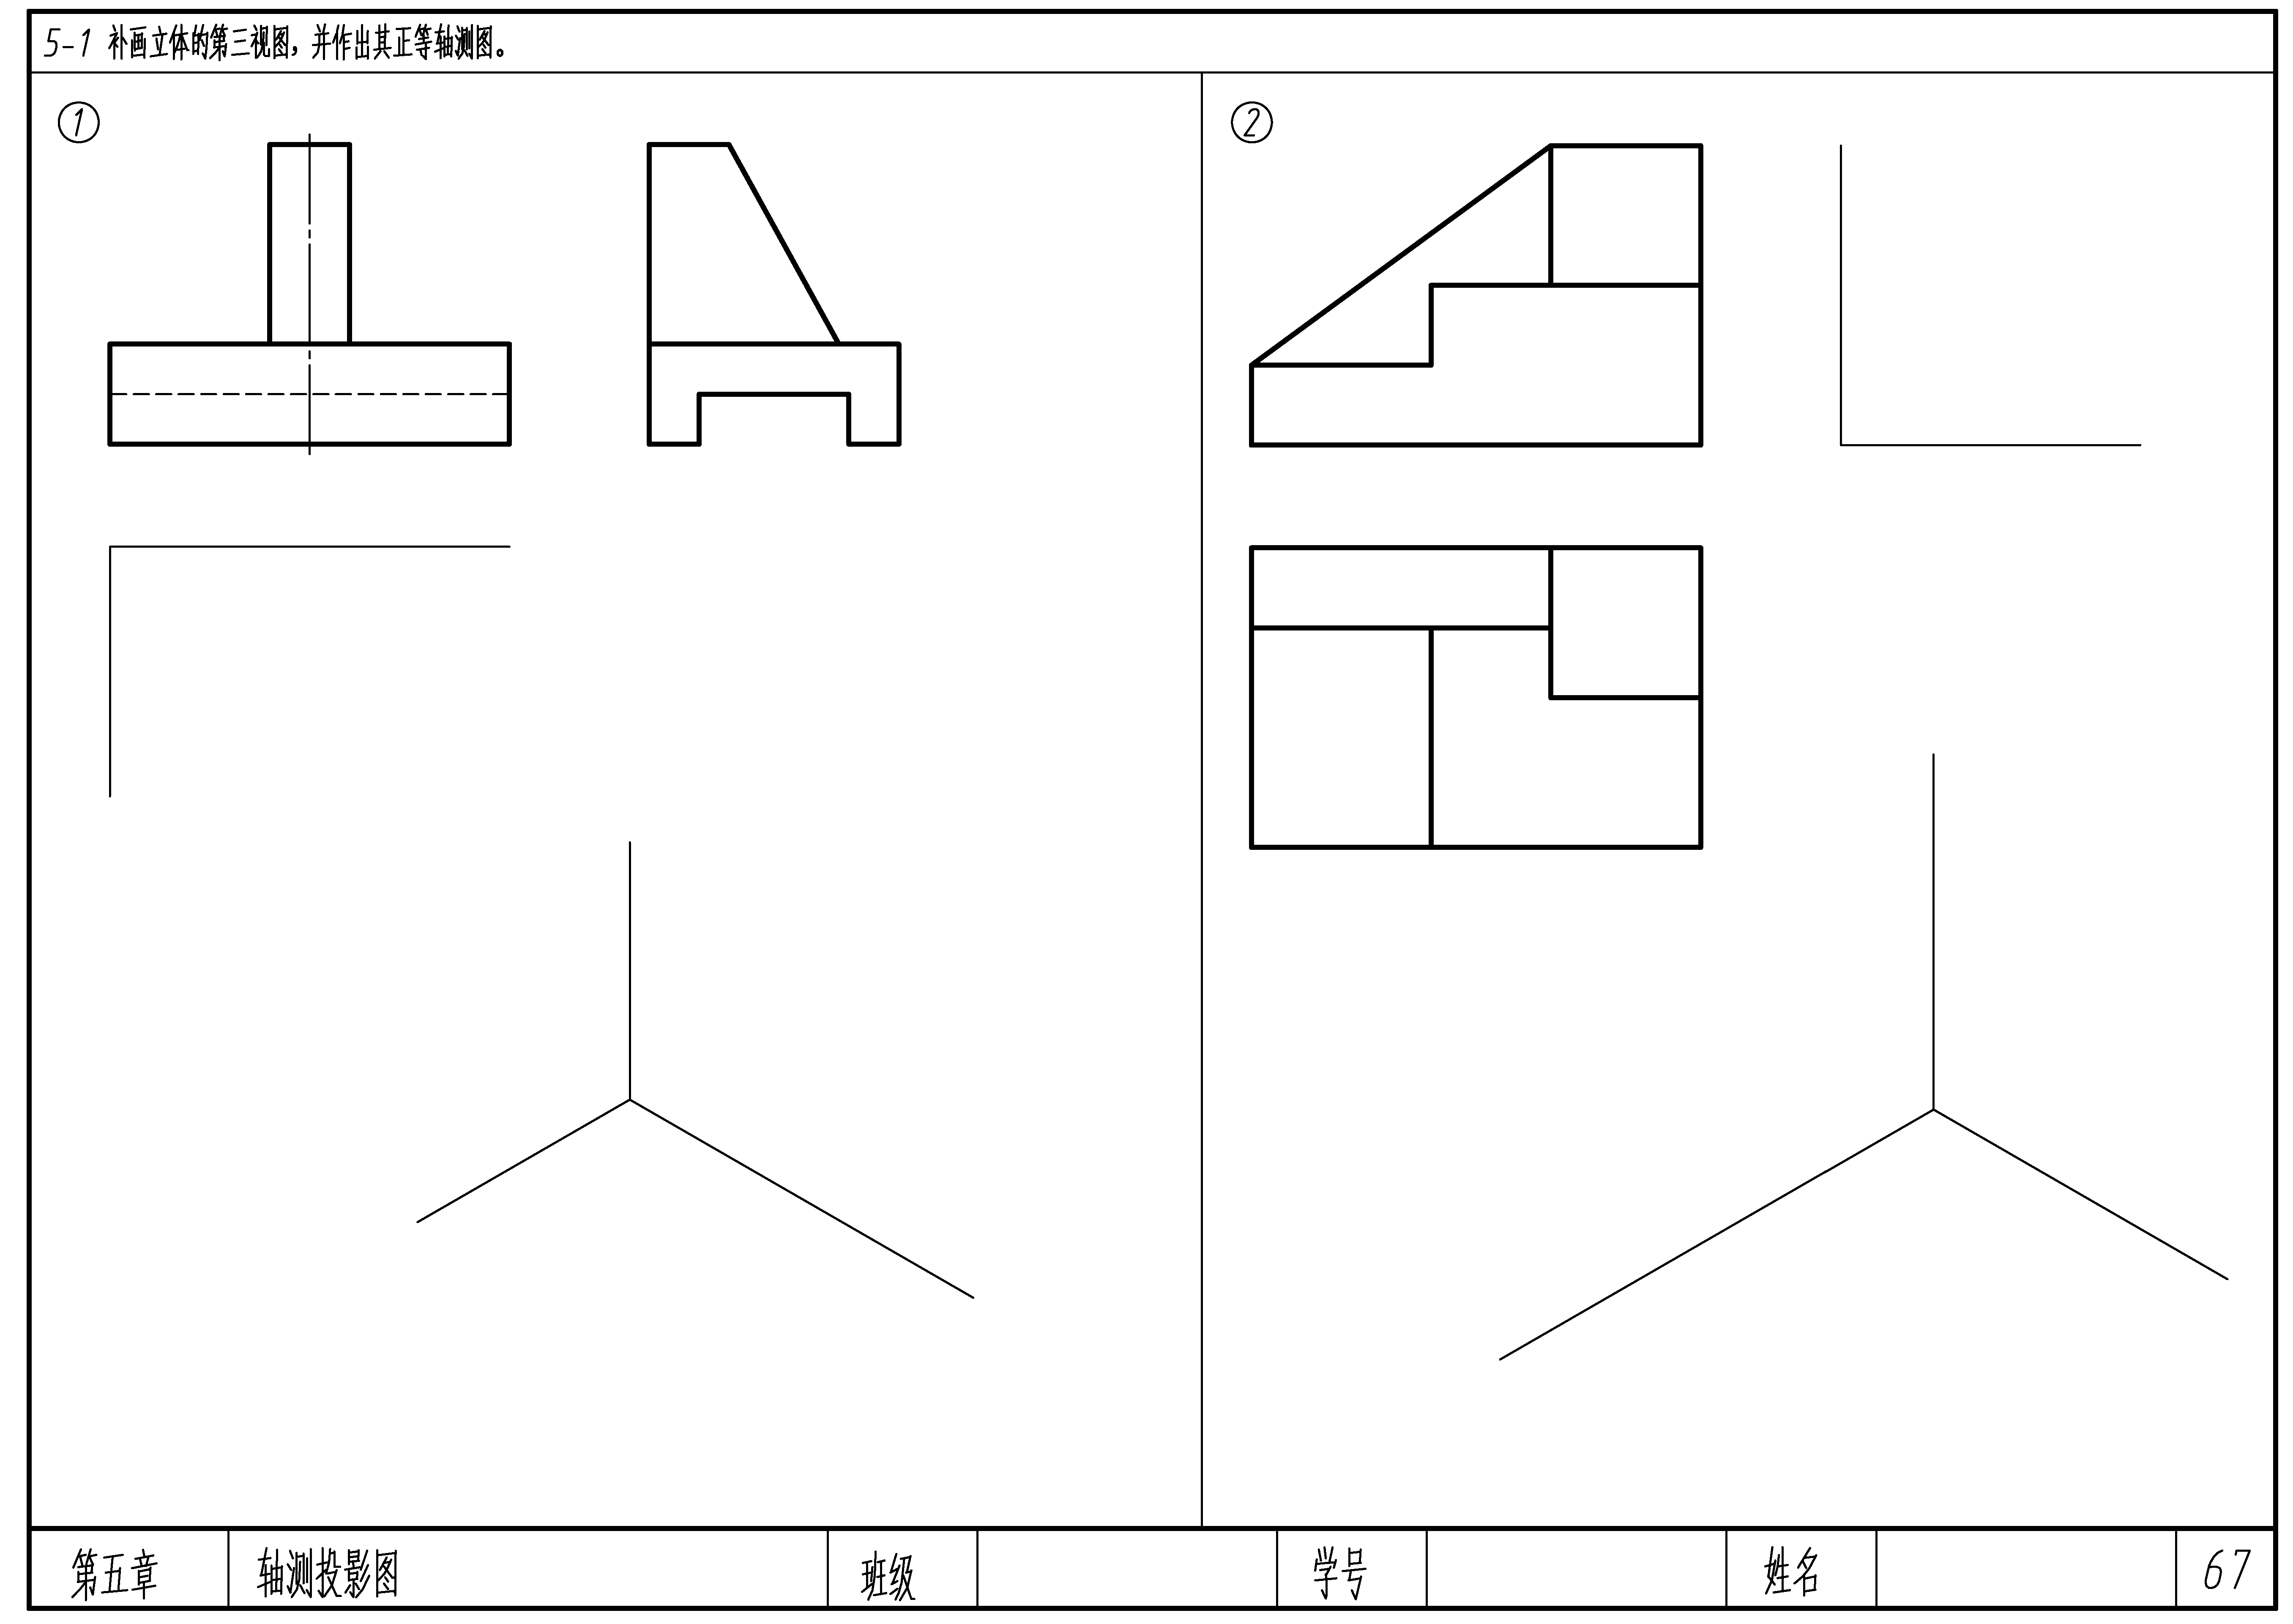 5-1 补画立体的第三视图，并作出其正等轴测图。
1
2
第五章 轴测投影图 班级 学号 姓名 67